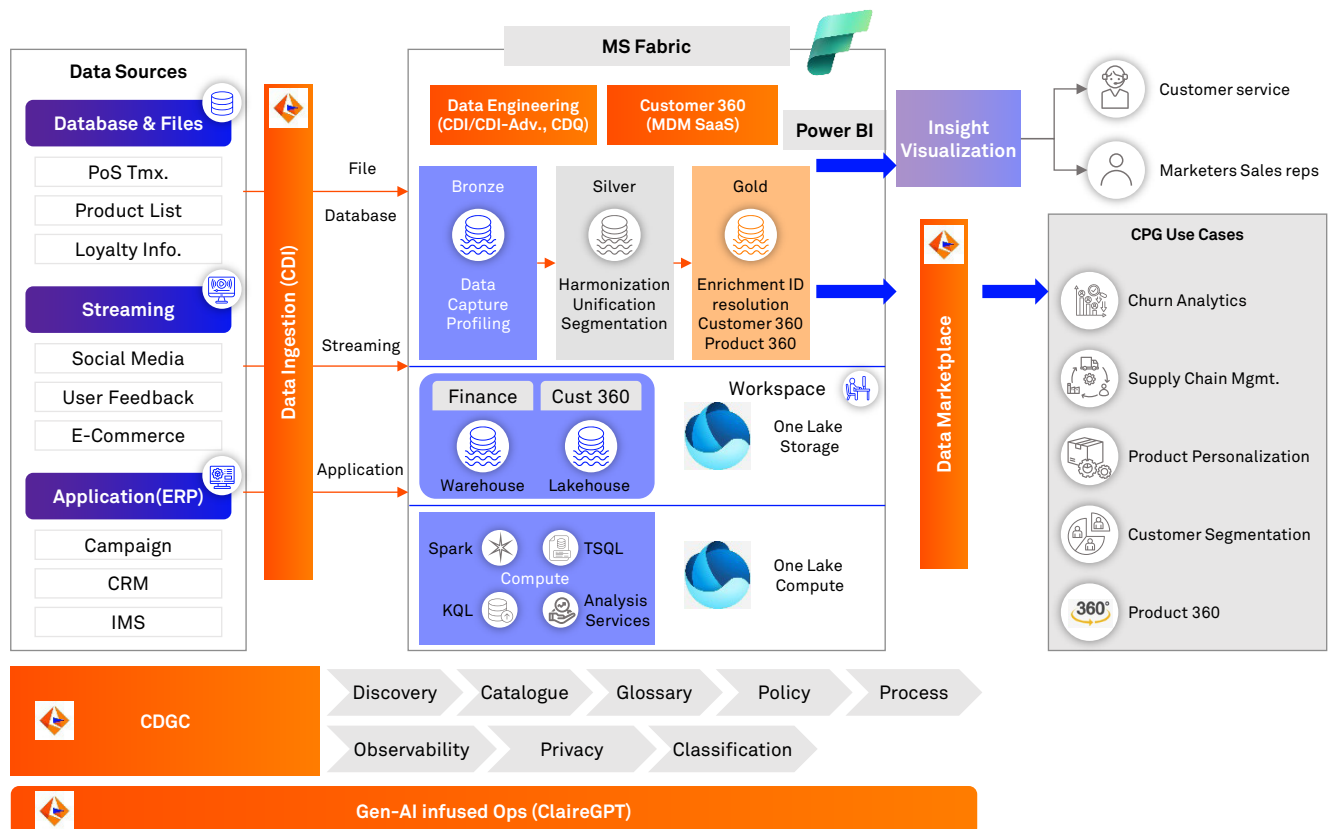 MS Fabric
Data Sources
Database & Files
PoS Tmx.
Product List
Loyalty Info.
Streaming
Social Media
User Feedback
E-Commerce
Application(ERP)
Campaign
CRM
IMS
Data Ingestion (CDI)
File
Database
Streaming
Application
Data Engineering
(CDI/CDI-Adv., CDQ)
Customer 360
(MDM SaaS)
Power BI
Bronze
Data
Capture
Profiling
Silver
Harmonization
Unification
Segmentation
Gold
Enrichment ID
resolution
Customer 360
Product 360
Finance
Cust 360
Warehouse
Lakehouse
Workspace
One Lake
Storage
Spark
TSQL
Compute
KQL
Analysis
Services
One Lake
Compute
Insight
Visualization
Customer service
Marketers Sales reps
Data Marketplace
CPG Use Cases
Churn Analytics
Supply Chain Mgmt.
Product Personalization
Customer Segmentation
360°
Product 360
CDGC
Discovery
Catalogue
Glossary
Policy
Process
Observability
Privacy
Classification
Gen-AI infused Ops (ClaireGPT)